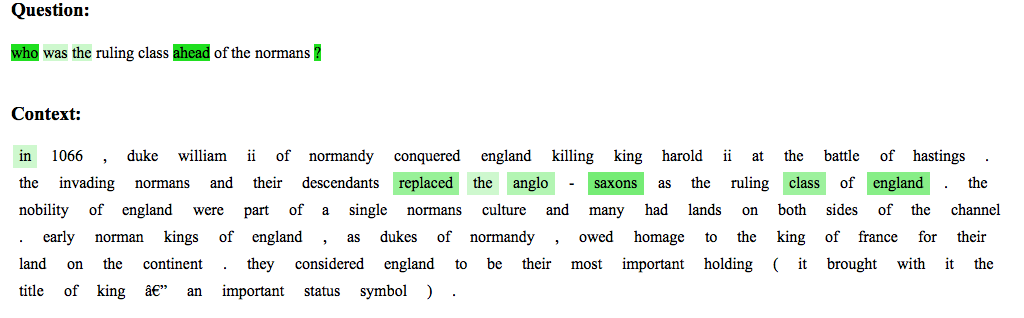 Question:
who was the ruling class ahead of the normans ?
Context:
in 1066 , duke william ii of normandy conquered england killing king harold ii at the battle of hastings .
the invading normans and their descendants replaced the anglo - saxons as the ruling class of england . the
nobility of england were part of a single normans culture and many had lands on both sides of the channel
. early norman kings of england , as dukes of normandy , owed homage to the king of france for their
land on the continent . they considered england to be their most important holding ( it brought with it the
title of king â€” an important status symbol ) .